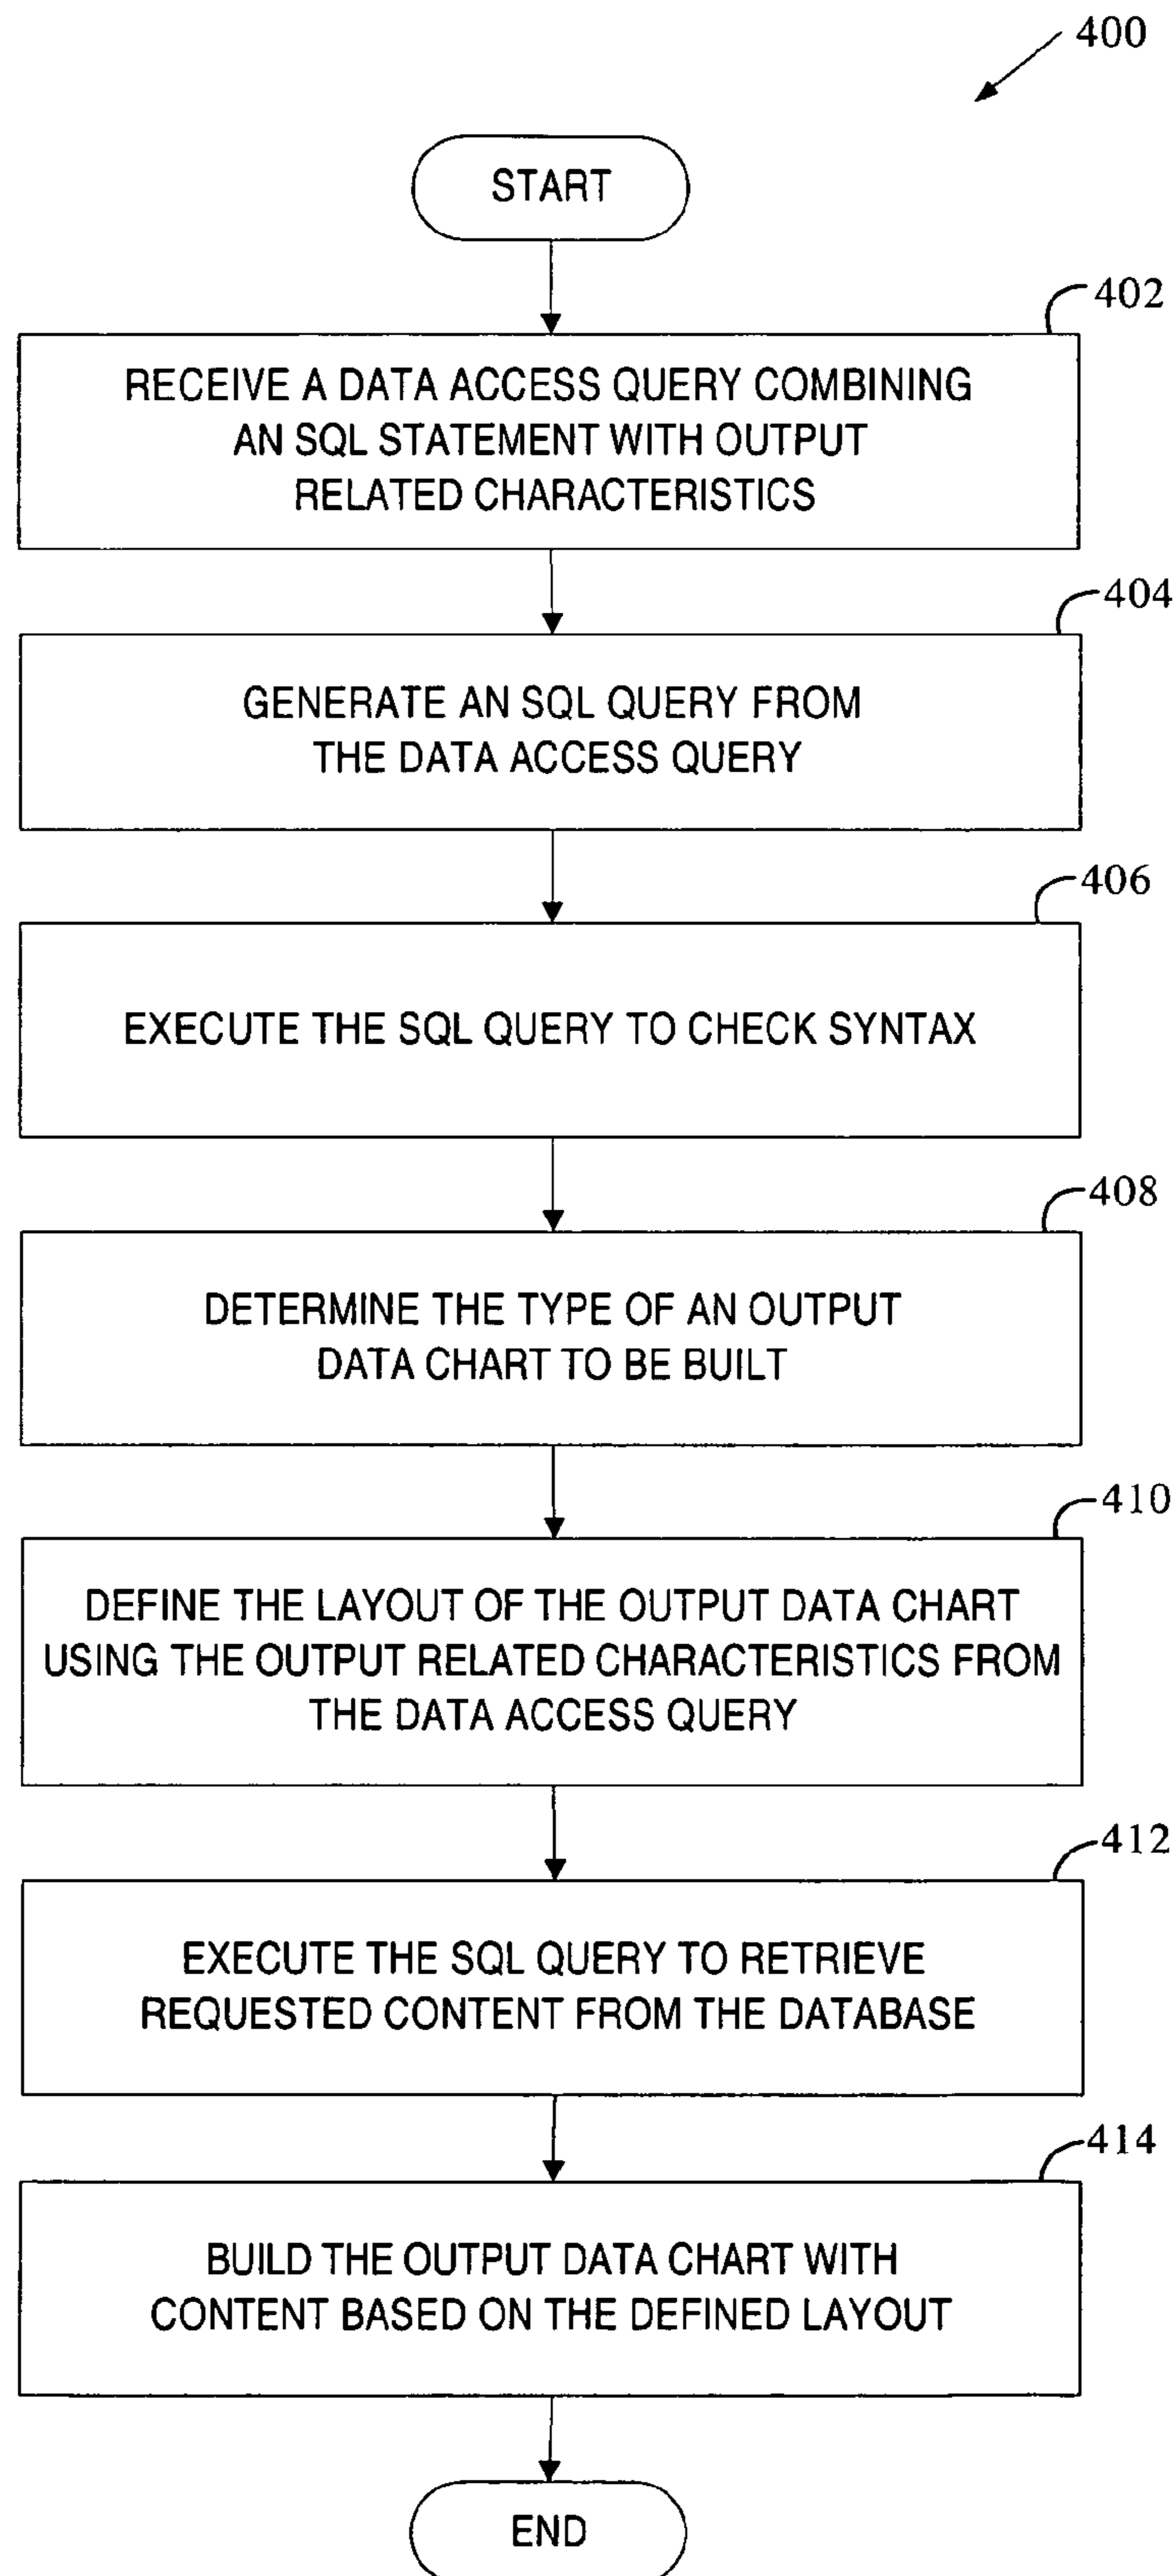 400
START
402
RECEIVE A DATA ACCESS QUERY COMBINING
AN SQL STATEMENT WITH OUTPUT
RELATED CHARACTERISTICS
404
GENERATE AN SQL QUERY FROM
THE DATA ACCESS QUERY
406
EXECUTE THE SQL QUERY TO CHECK SYNTAX
408
DETERMINE THE TYPE OF AN OUTPUT
DATA CHART TO BE BUILT
410
DEFINE THE LAYOUT OF THE OUTPUT DATA CHART
USING THE OUTPUT RELATED CHARACTERISTICS FROM
THE DATA ACCESS QUERY
412
EXECUTE THE SQL QUERY TO RETRIEVE
REQUESTED CONTENT FROM THE DATABASE
414
BUILD THE OUTPUT DATA CHART WITH
CONTENT BASED ON THE DEFINED LAYOUT
END